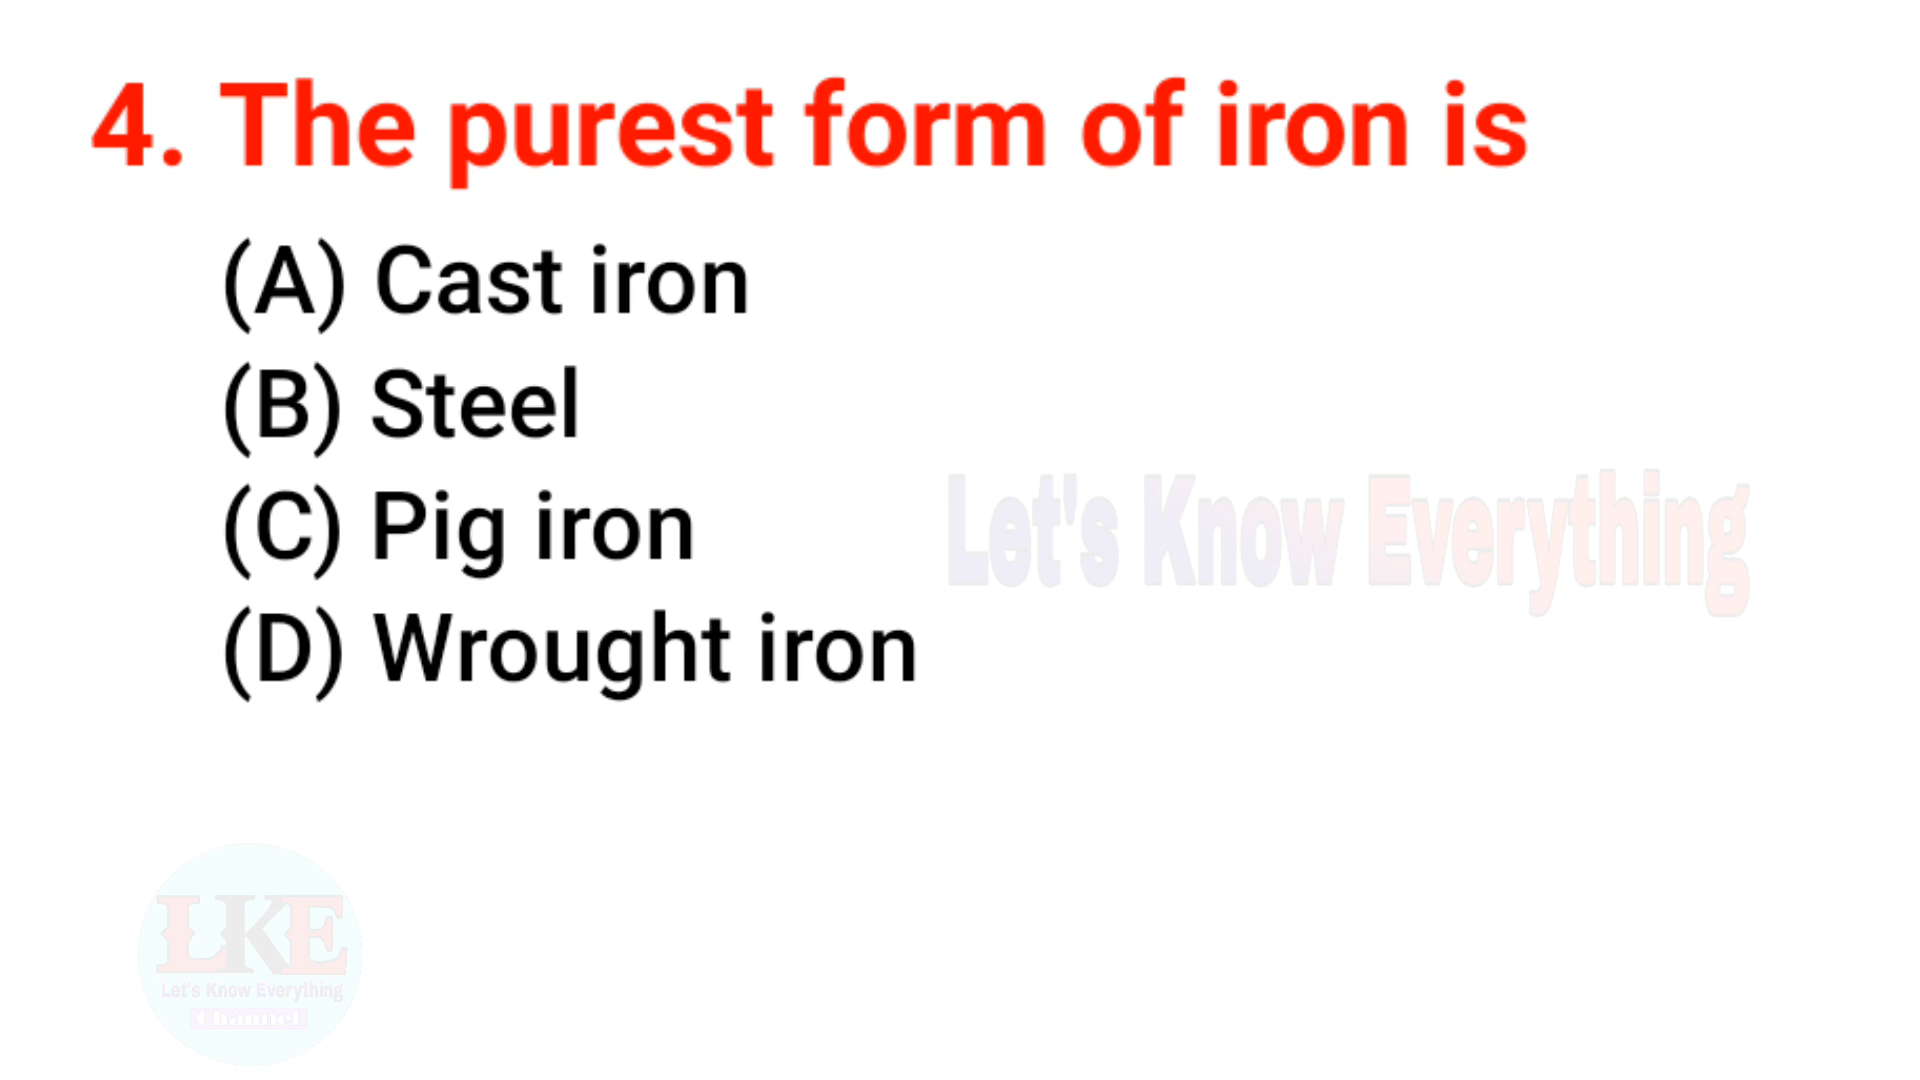 4. The purest form of iron is
(A) Cast iron
(B) Steel
(C) Pig iron
Let's Know Everything
(D) Wrought iron
LKE
Let's Know Everything
Channel